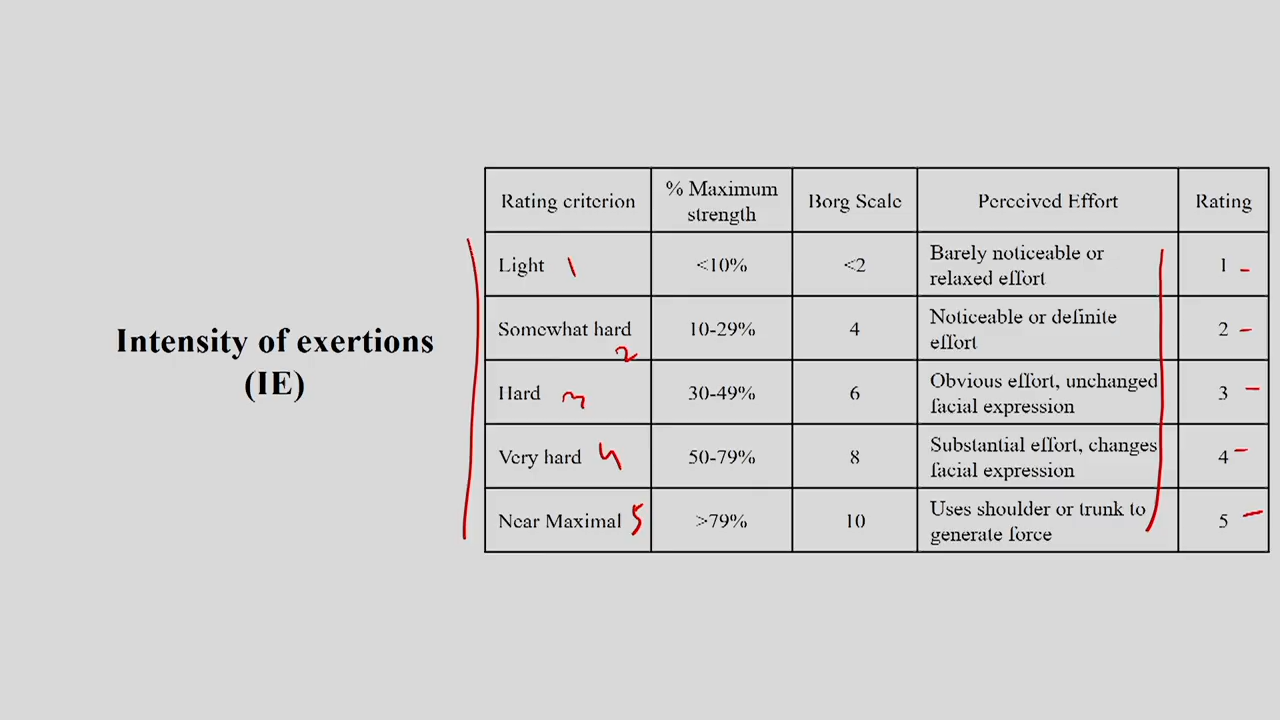 Intensity of exertions
(IE)
Rating criterion % Maximum strength Borg Scale Perceived Effort Rating
Light 1 <10% <2 Barely noticeable or relaxed effort 1 -
Somewhat hard 2 10-29% 4 Noticeable or definite effort 2 -
Hard 3 30-49% 6 Obvious effort, unchanged facial expression 3 -
Very hard 4 50-79% 8 Substantial effort, changes facial expression 4 -
Near Maximal 5 >79% 10 Uses shoulder or trunk to generate force 5 -